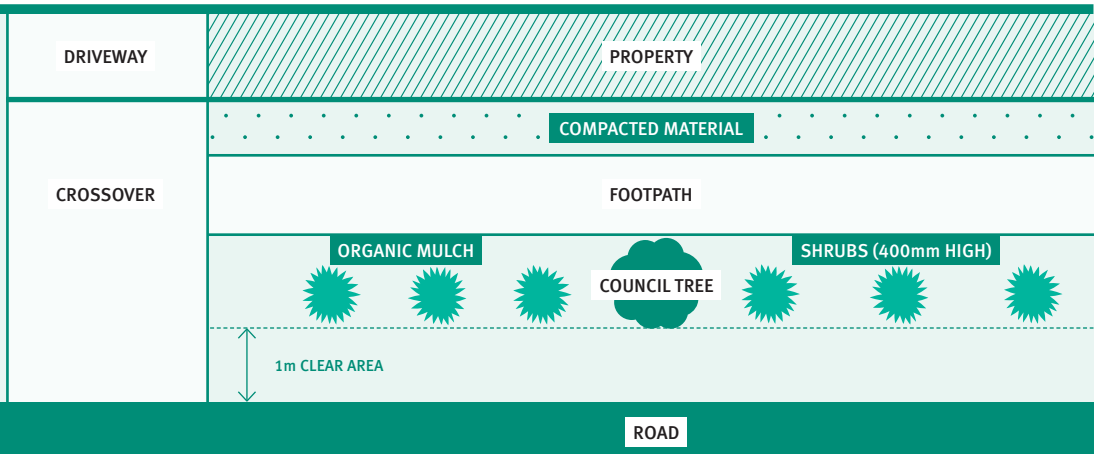 DRIVEWAY
PROPERTY
COMPACTED MATERIAL
CROSSOVER
FOOTPATH
ORGANIC MULCH
SHRUBS (400mm HIGH)
COUNCIL TREE
1m CLEAR AREA
ROAD